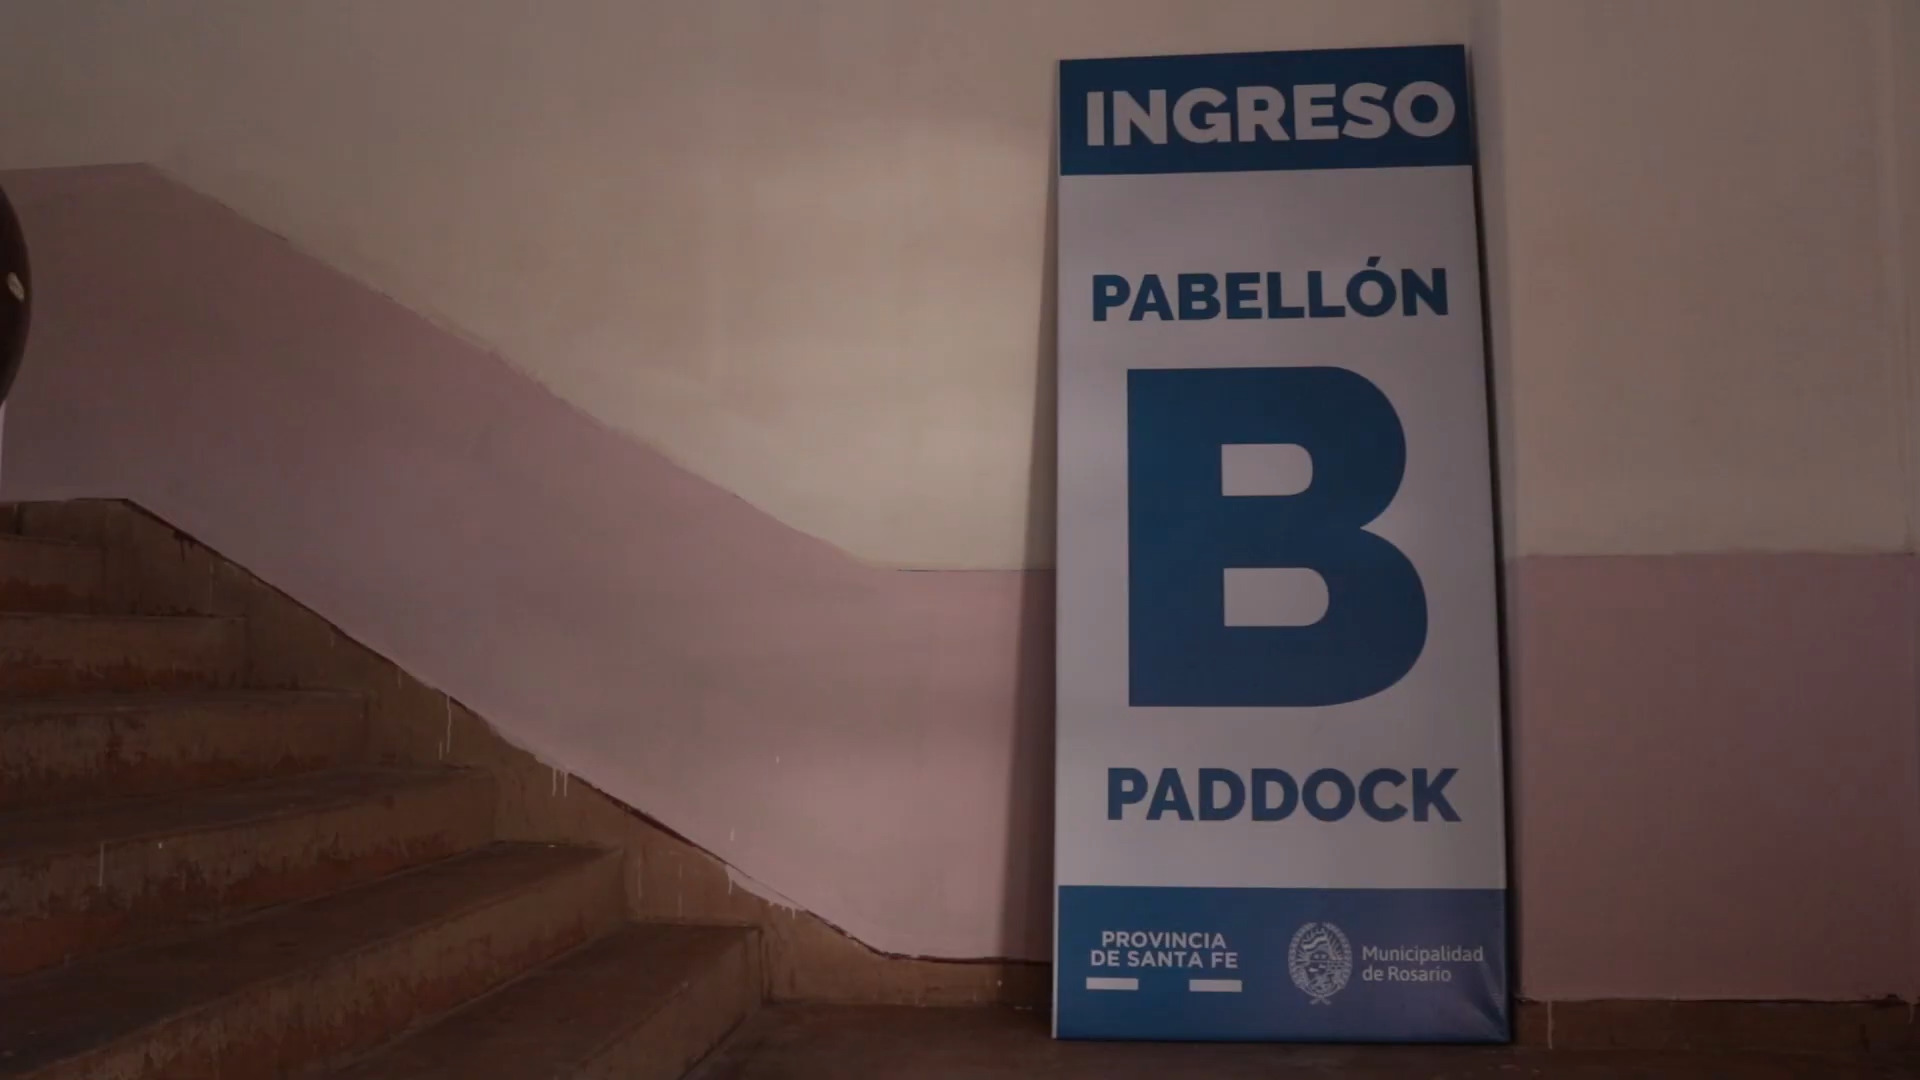 INGRESO
PABELLÓN
B
PADDOCK
PROVINCIA
DE SANTA FE
Municipalidad
de Rosario